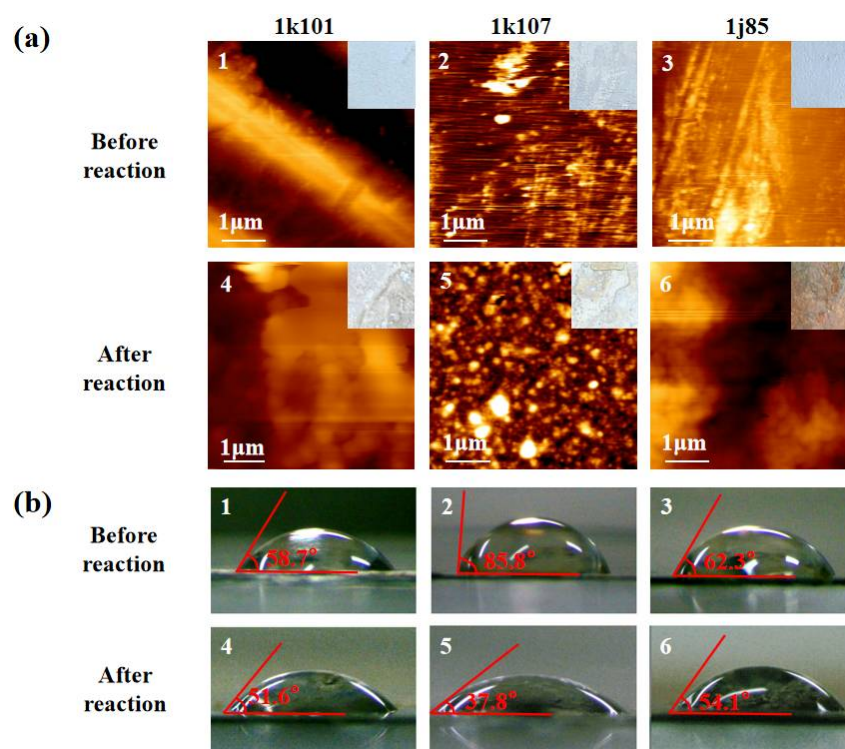 (a)
1k101 1k107 1j85
Before
reaction
1 2 3
1μm 1μm 1μm
After
reaction
4 5 6
1μm 1μm 1μm
(b)
Before
reaction
1 2 3
58.7° 85.8° 62.3°
After
reaction
4 5 6
51.6° 37.8° 54.1°